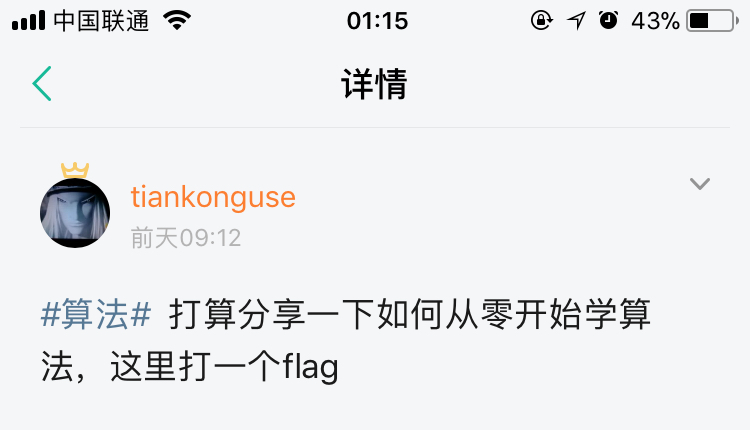 中国联通 01:15 43%
详情
tiankonguse
前天09:12
#算法# 打算分享一下如何从零开始学算
法，这里打一个flag